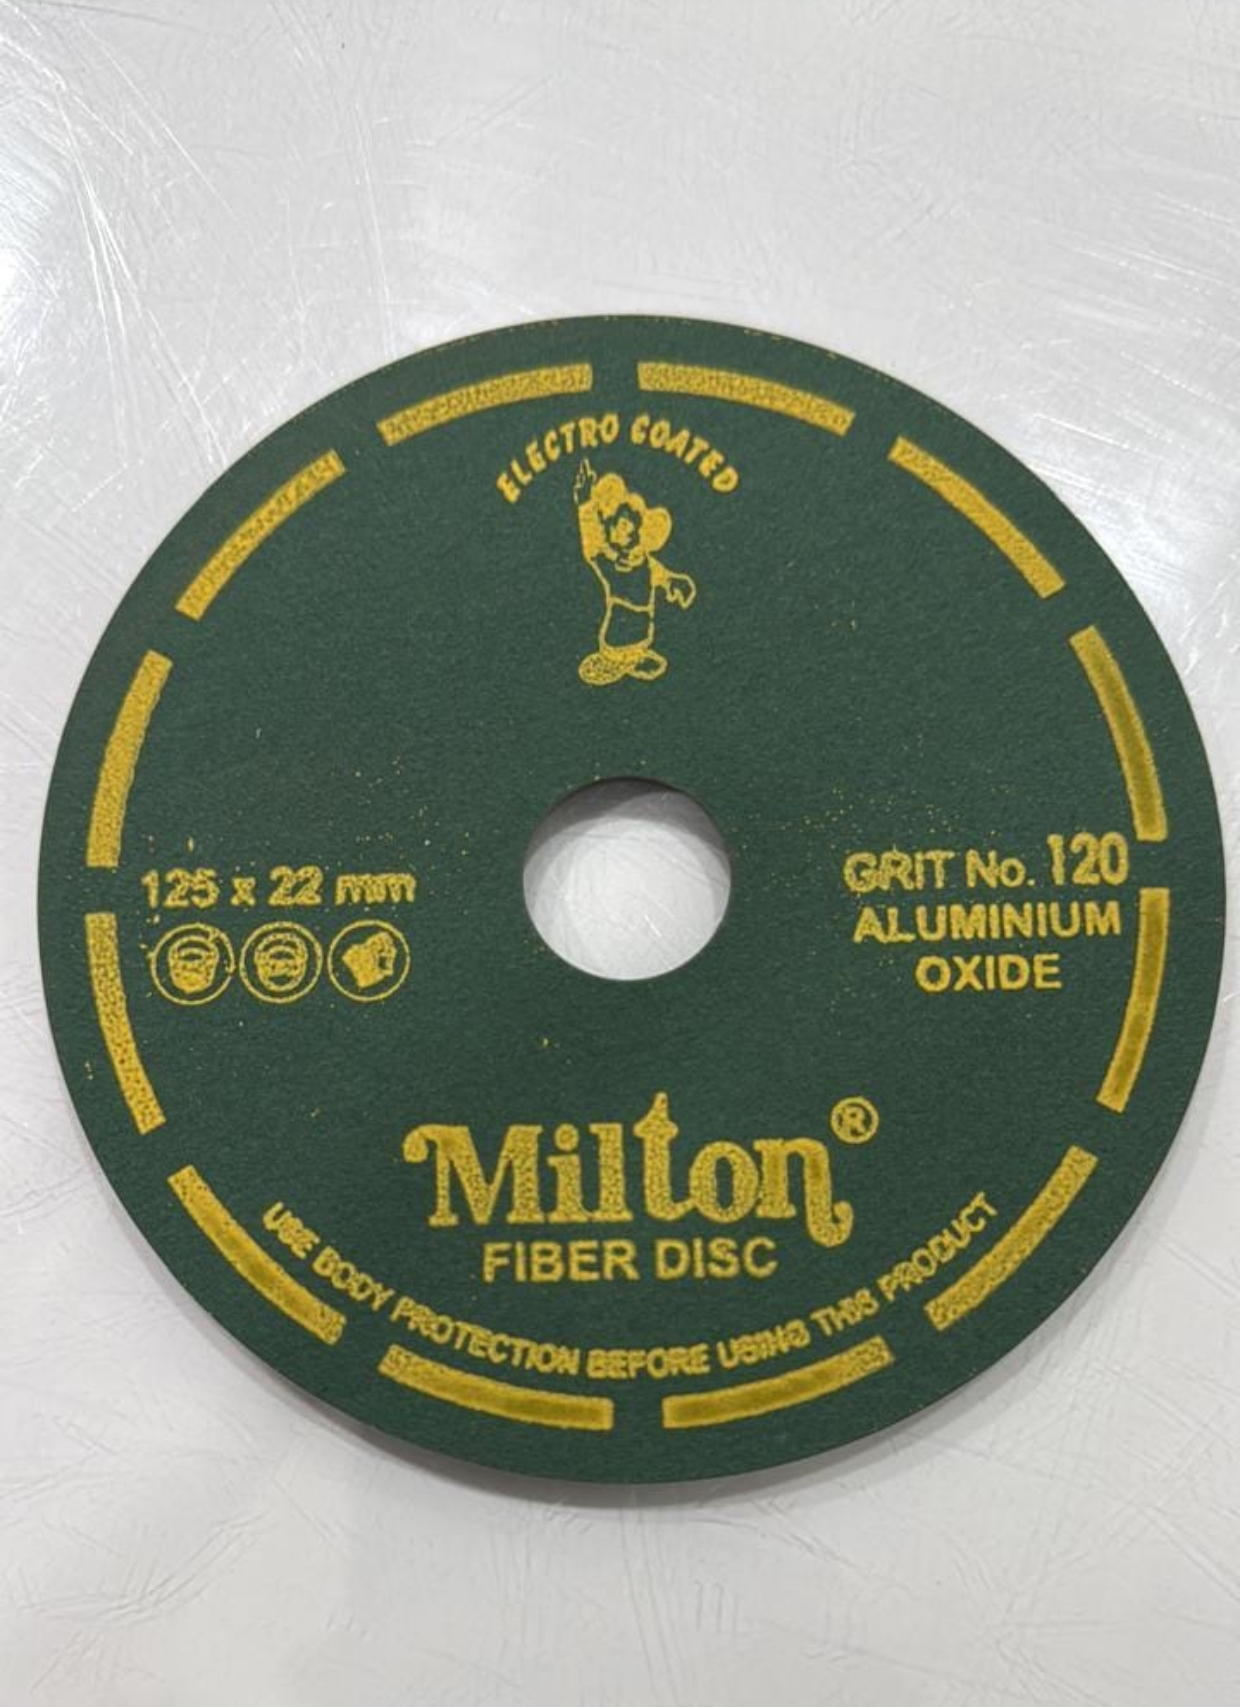 ELECTRO COATED
125 x 22 mm
GRIT No. 120
ALUMINIUM
OXIDE
Milton®
FIBER DISC
USE BODY PROTECTION BEFORE USING THIS PRODUCT